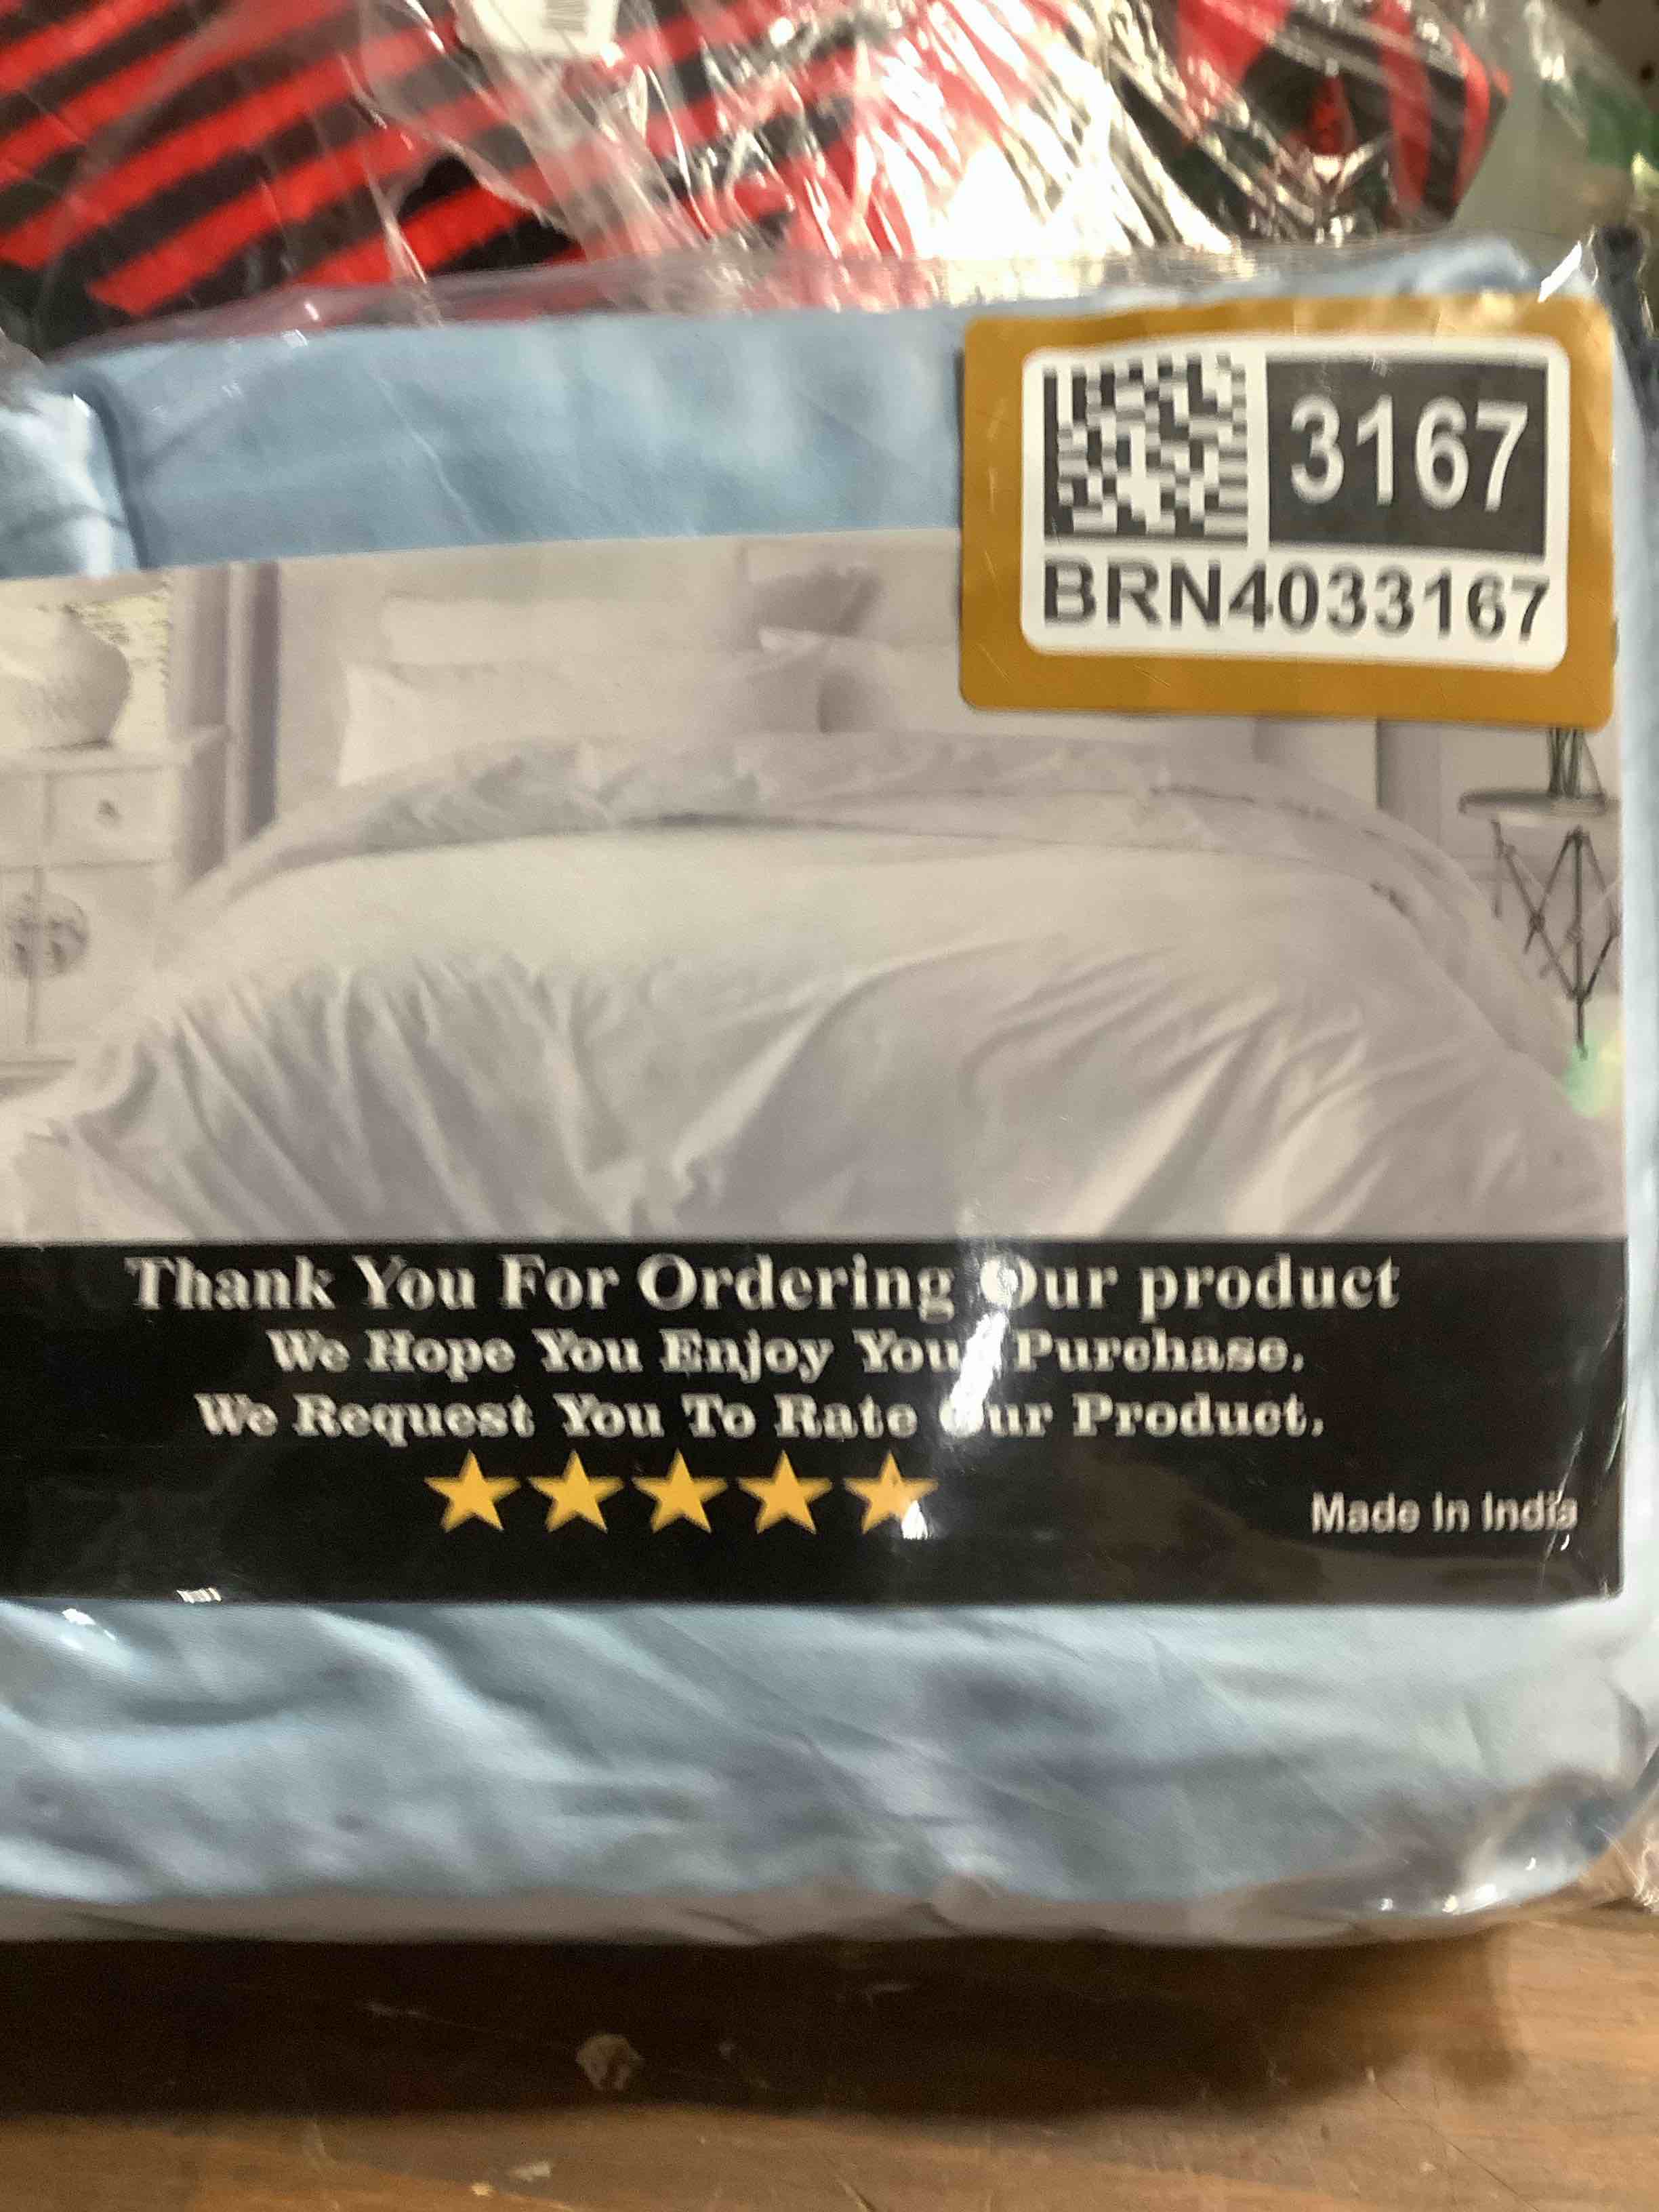 3167
BRN4033167
Thank You For Ordering Our product
We Hope You Enjoy Your Purchase.
We Request You To Rate Our Product.
Made In India